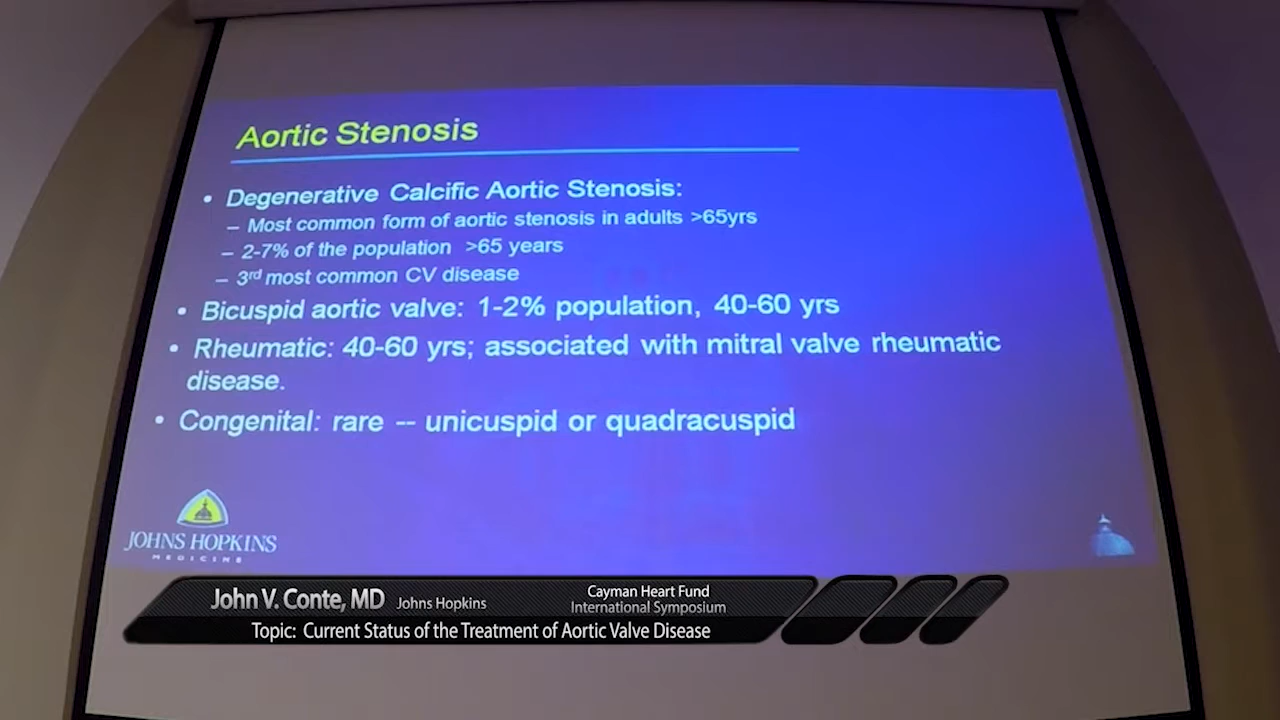 Aortic Stenosis
• Degenerative Calcific Aortic Stenosis:
– Most common form of aortic stenosis in adults >65yrs
– 2-7% of the population >65 years
– 3rd most common CV disease
• Bicuspid aortic valve: 1-2% population, 40-60 yrs
• Rheumatic: 40-60 yrs; associated with mitral valve rheumatic
disease.
• Congenital: rare -- unicuspid or quadracuspid
JOHNS HOPKINS
MEDICINE
John V. Conte, MD Johns Hopkins
Cayman Heart Fund
International Symposium
Topic: Current Status of the Treatment of Aortic Valve Disease